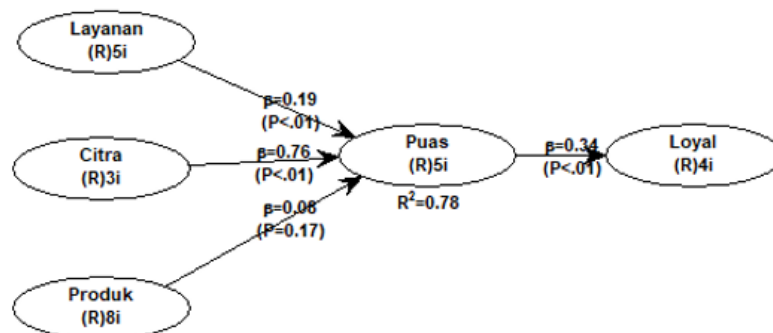 Layanan
(R)5i
β=0.19
(P<.01)
Citra
(R)3i
β=0.76
(P<.01)
Puas
(R)5i
R²=0.78
β=0.34
(P<.01)
Loyal
(R)4i
β=0.08
(P=0.17)
Produk
(R)8i